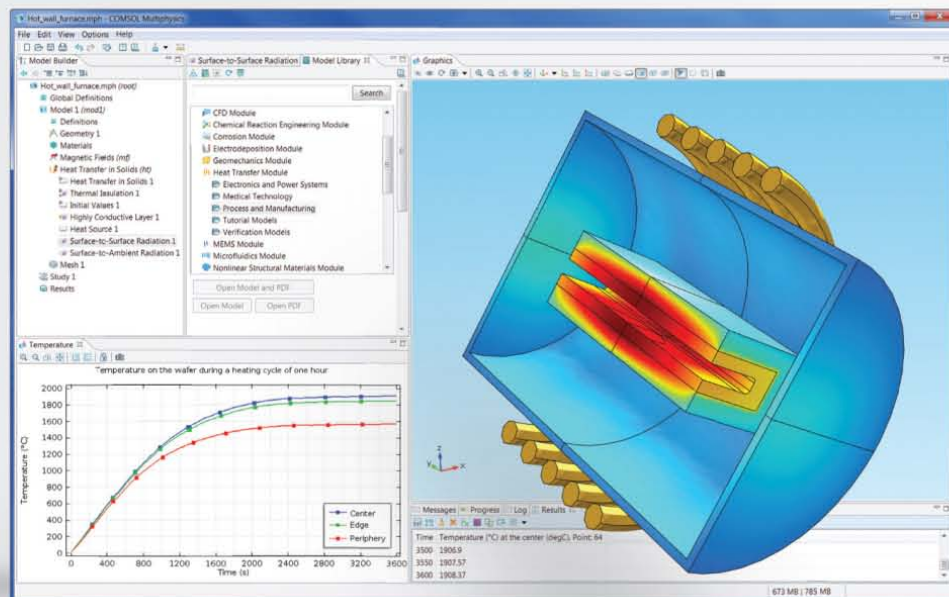 Hot_wall_furnace.mph - COMSOL Multiphysics
File Edit View Options Help
Model Builder
Hot_wall_furnace.mph (root)
Global Definitions
Model 1 (mod1)
Definitions
Geometry 1
Materials
Magnetic Fields (mf)
Heat Transfer in Solids (ht)
Heat Transfer in Solids 1
Thermal Insulation 1
Initial Values 1
Highly Conductive Layer 1
Heat Source 1
Surface-to-Surface Radiation 1
Surface-to-Ambient Radiation 1
Mesh 1
Study 1
Results
Surface-to-Surface Radiation Model Library
Search
CFD Module
Chemical Reaction Engineering Module
Corrosion Module
Electrodeposition Module
Geomechanics Module
Heat Transfer Module
Electronics and Power Systems
Medical Technology
Process and Manufacturing
Tutorial Models
Verification Models
MEMS Module
Microfluidics Module
Nonlinear Structural Materials Module
Open Model and PDF
Open Model Open PDF
Graphics
z
y x
Temperature
Temperature on the wafer during a heating cycle of one hour
Temperature (°C)
2000
1800
1600
1400
1200
1000
800
600
400
200
0
0 400 800 1200 1600 2000 2400 2800 3200 3600
Time (s)
Center
Edge
Periphery
Messages Progress Log Results
Time Temperature (°C) at the center (degC), Point: 64
3500 1906.9
3550 1907.57
3600 1908.37
673 MB | 785 MB